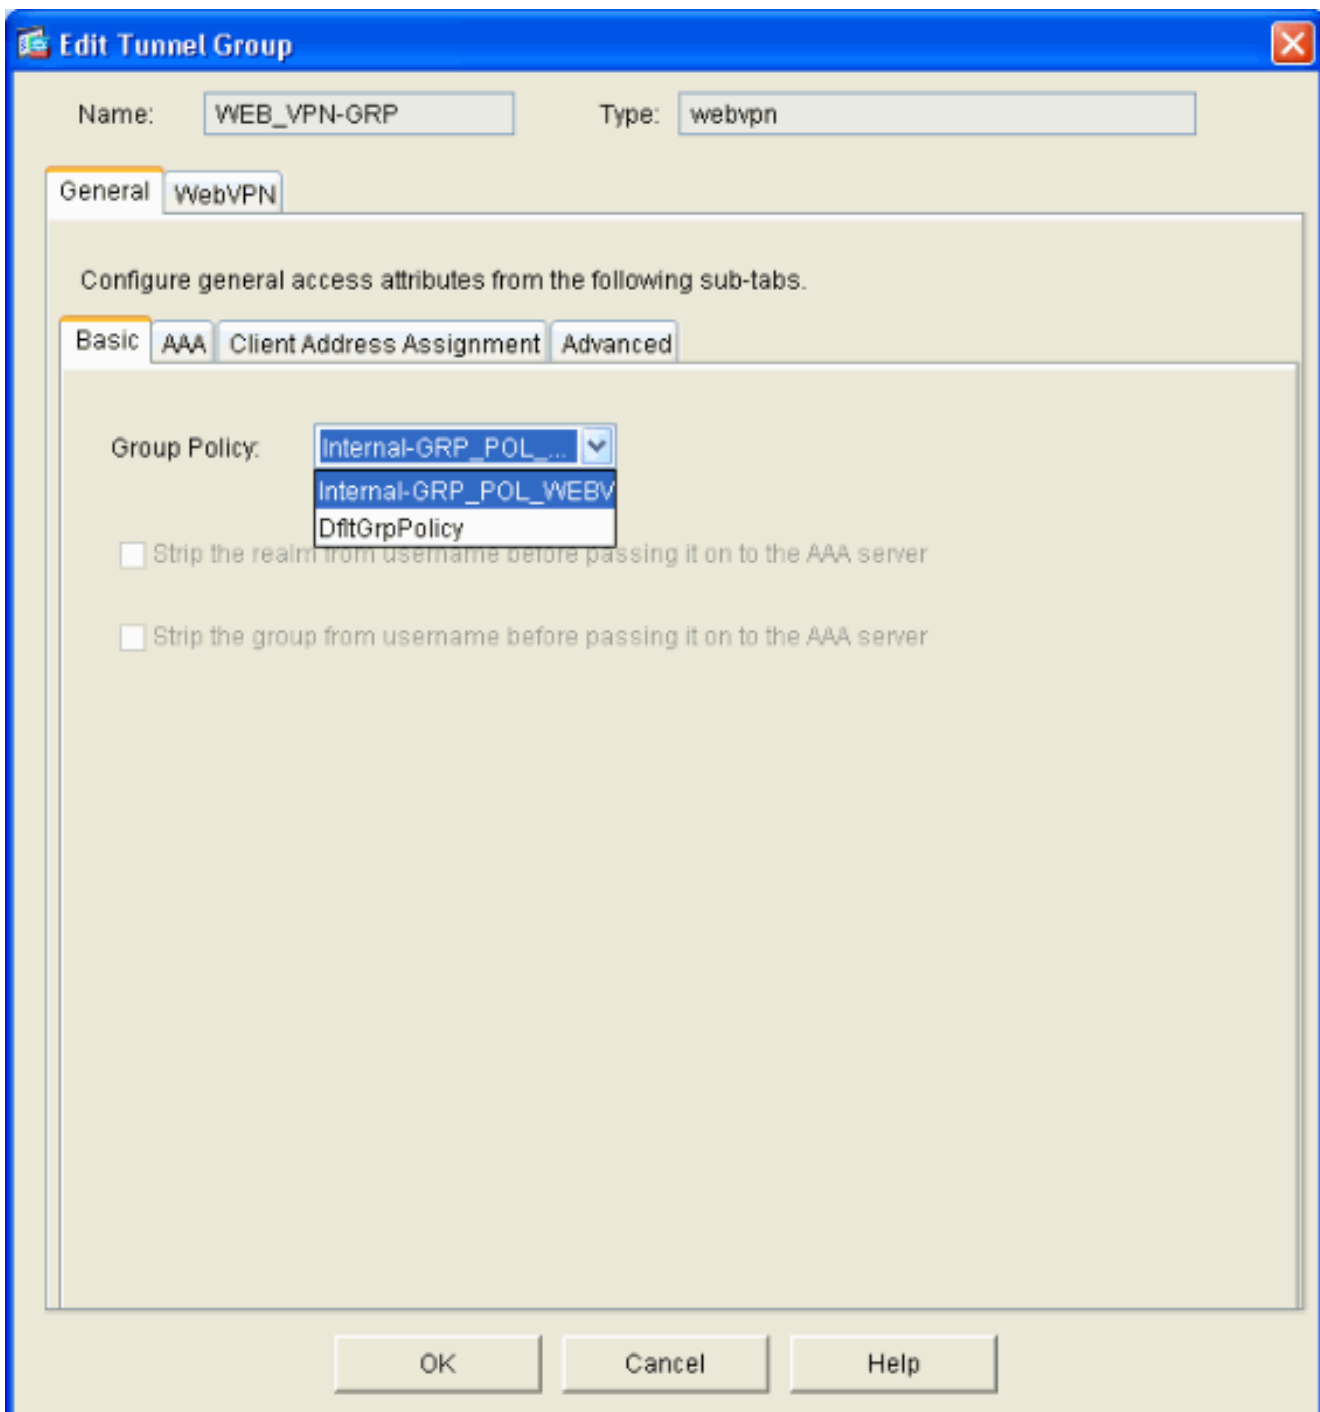 Edit Tunnel Group
Name: WEB_VPN-GRP Type: webvpn
General WebVPN
Configure general access attributes from the following sub-tabs.
Basic AAA Client Address Assignment Advanced
Group Policy: Internal-GRP_POL_...
Internal-GRP_POL_WEBV
DfltGrpPolicy
Strip the realm from username before passing it on to the AAA server
Strip the group from username before passing it on to the AAA server
OK Cancel Help